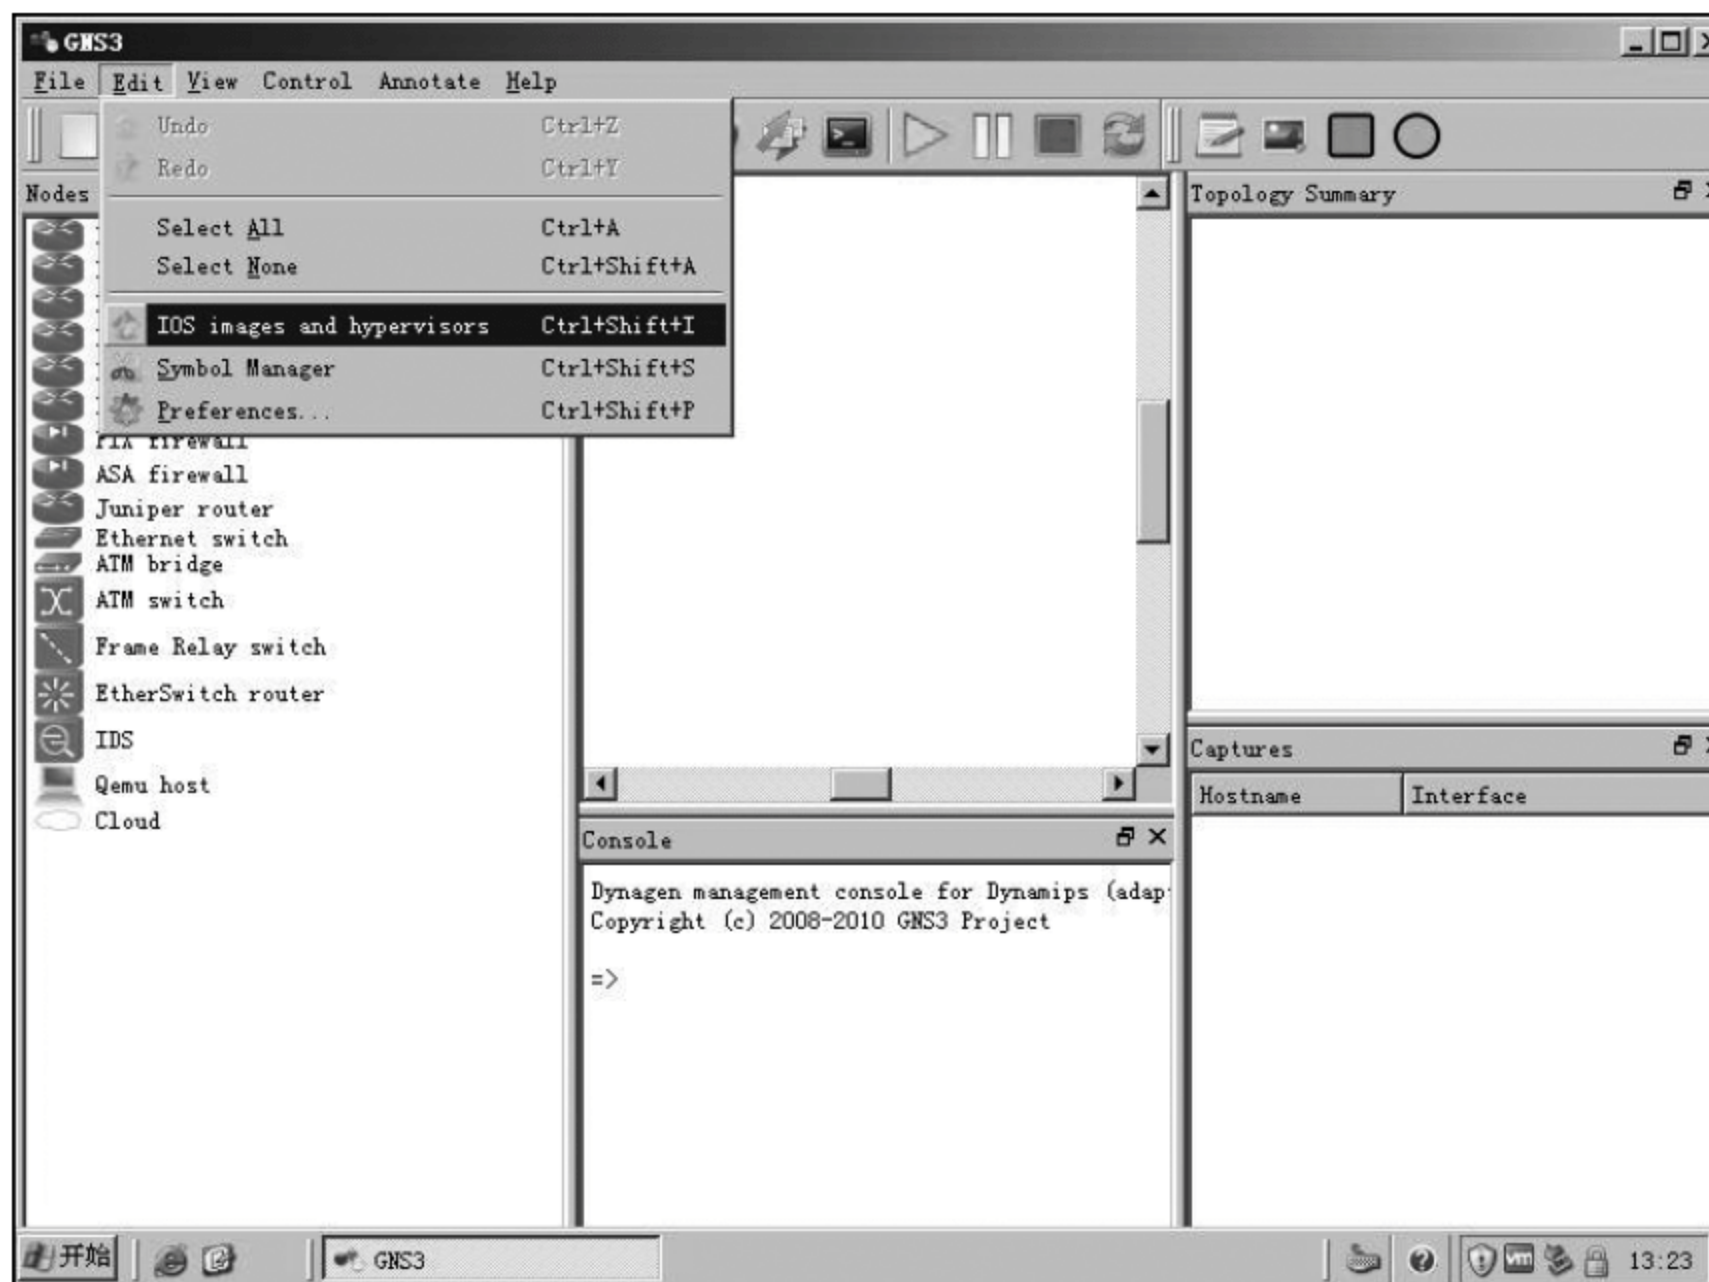 GNS3
File Edit View Control Annotate Help
Undo Ctrl+Z
Redo Ctrl+Y
Select All Ctrl+A
Select None Ctrl+Shift+A
IOS images and hypervisors Ctrl+Shift+I
Symbol Manager Ctrl+Shift+S
Preferences... Ctrl+Shift+P
Nodes
PIX firewall
ASA firewall
Juniper router
Ethernet switch
ATM bridge
ATM switch
Frame Relay switch
EtherSwitch router
IDS
Qemu host
Cloud
Topology Summary
Captures
Hostname Interface
Console
Dynagen management console for Dynamips (adap
Copyright (c) 2008-2010 GNS3 Project
=>
开始
GNS3
13:23